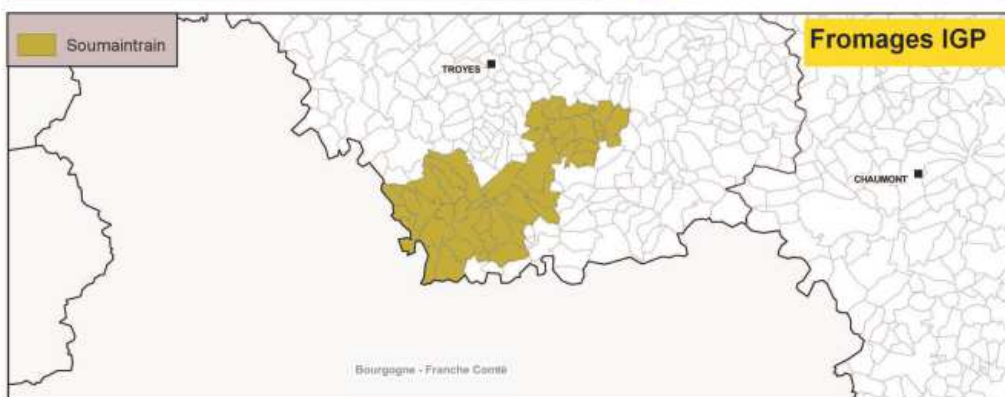 Soumaintrain
Fromages IGP
TROYES
CHAUMONT
Bourgogne - Franche Comté